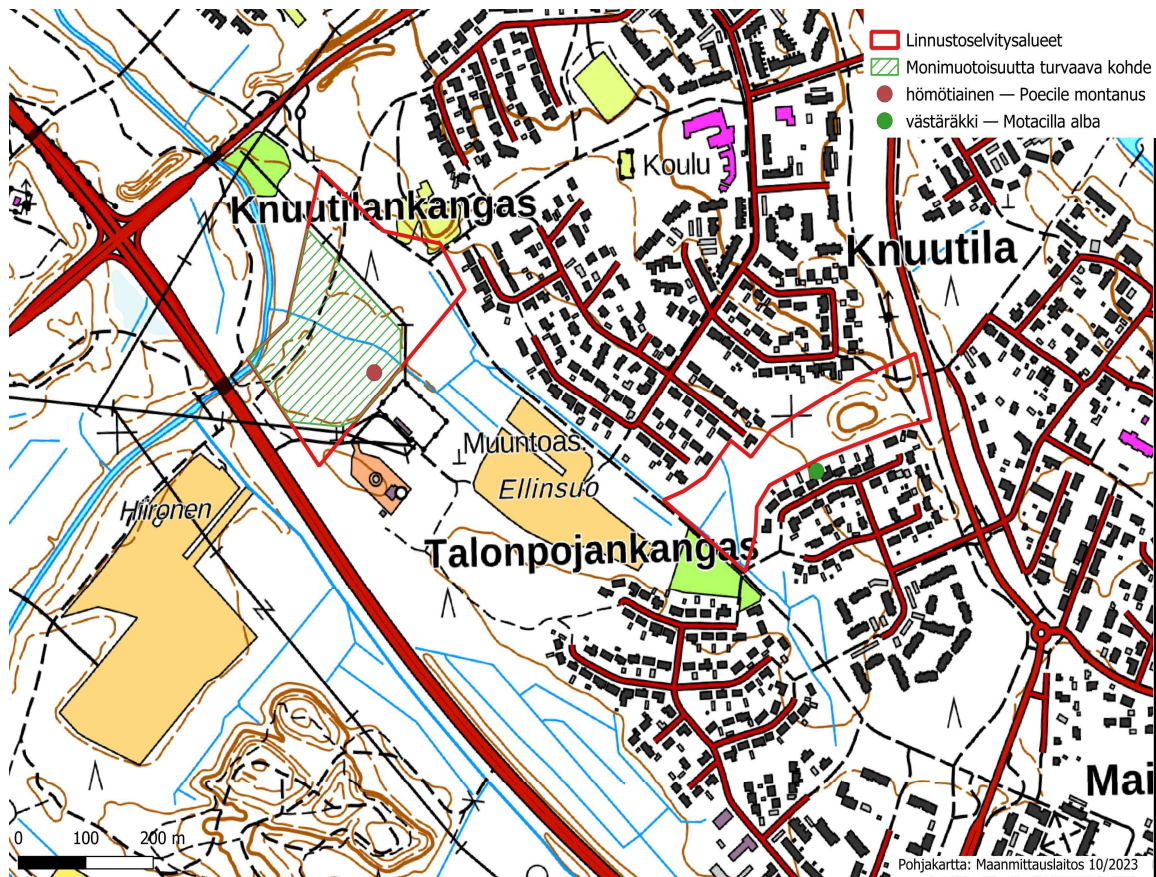 Linnustoselvitysalueet
Monimuotoisuutta turvaava kohde
hömötiainen — Poecile montanus
västäräkki — Motacilla alba
Koulu
Knuutilankangas
Knuutila
Muuntoas.
Ellinsuo
Hiironen
Talonpojankangas
Mai
0 100 200 m
Pohjakartta: Maanmittauslaitos 10/2023